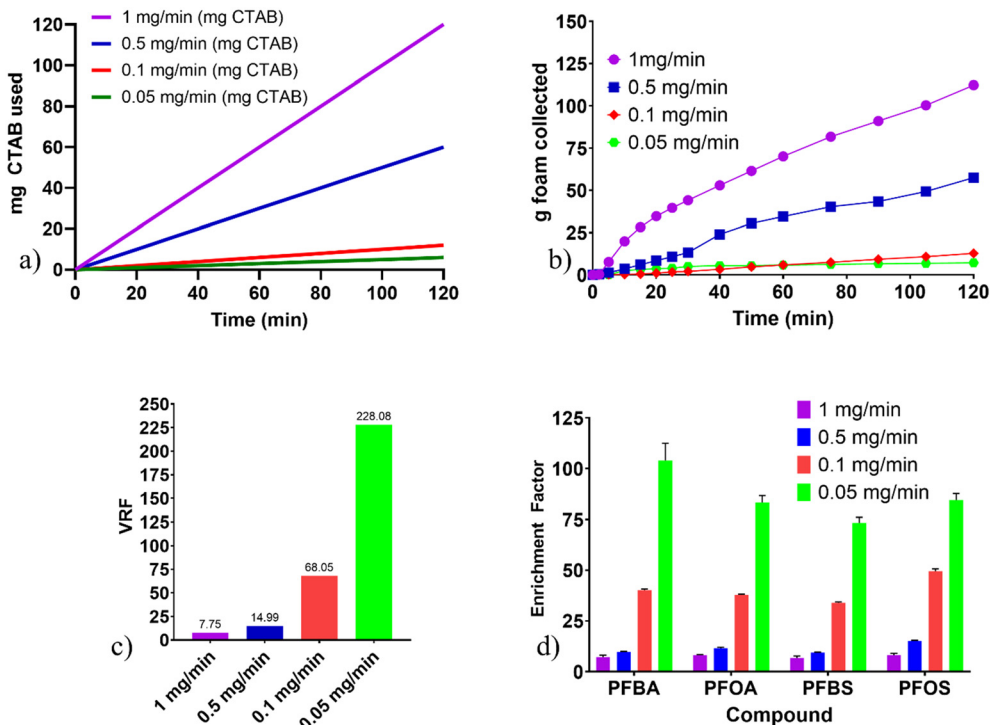 1 mg/min (mg CTAB)
0.5 mg/min (mg CTAB)
0.1 mg/min (mg CTAB)
0.05 mg/min (mg CTAB)
mg CTAB used
120
100
80
60
40
20
0
0 20 40 60 80 100 120
Time (min)
a)
1mg/min
0.5 mg/min
0.1 mg/min
0.05 mg/min
g foam collected
150
125
100
75
50
25
0
0 20 40 60 80 100 120
Time (min)
b)
VRF
250
225
200
175
150
125
100
75
50
25
0
7.75
14.99
68.05
228.08
1 mg/min
0.5 mg/min
0.1 mg/min
0.05 mg/min
c)
1 mg/min
0.5 mg/min
0.1 mg/min
0.05 mg/min
Enrichment Factor
125
100
75
50
25
0
PFBA PFOA PFBS PFOS
Compound
d)